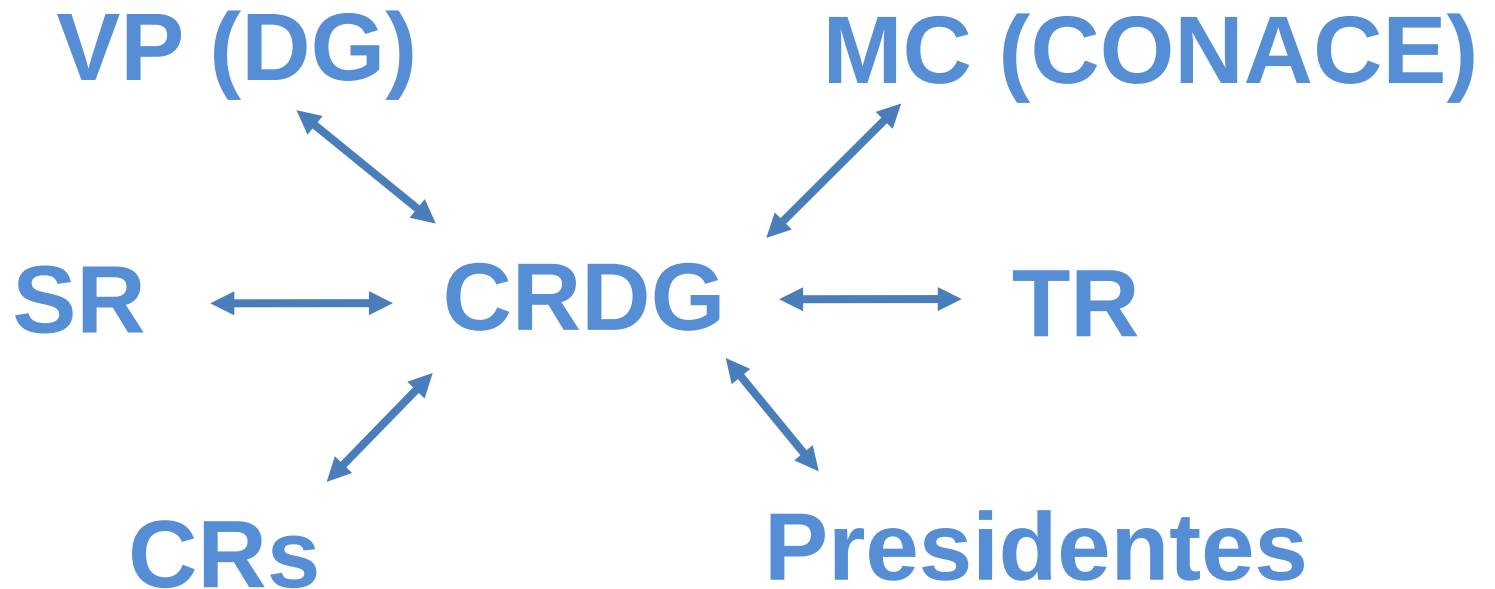 VP (DG)
MC (CONACE)
SR
CRDG
TR
CRs
Presidentes